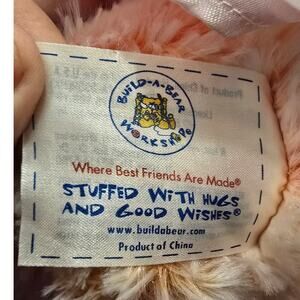 BUILD-A-BEAR
WORKSHOP®
Where Best Friends Are Made®
STUFFED WITH HUGS
AND GOOD WISHES®
www.buildabear.com
Product of China